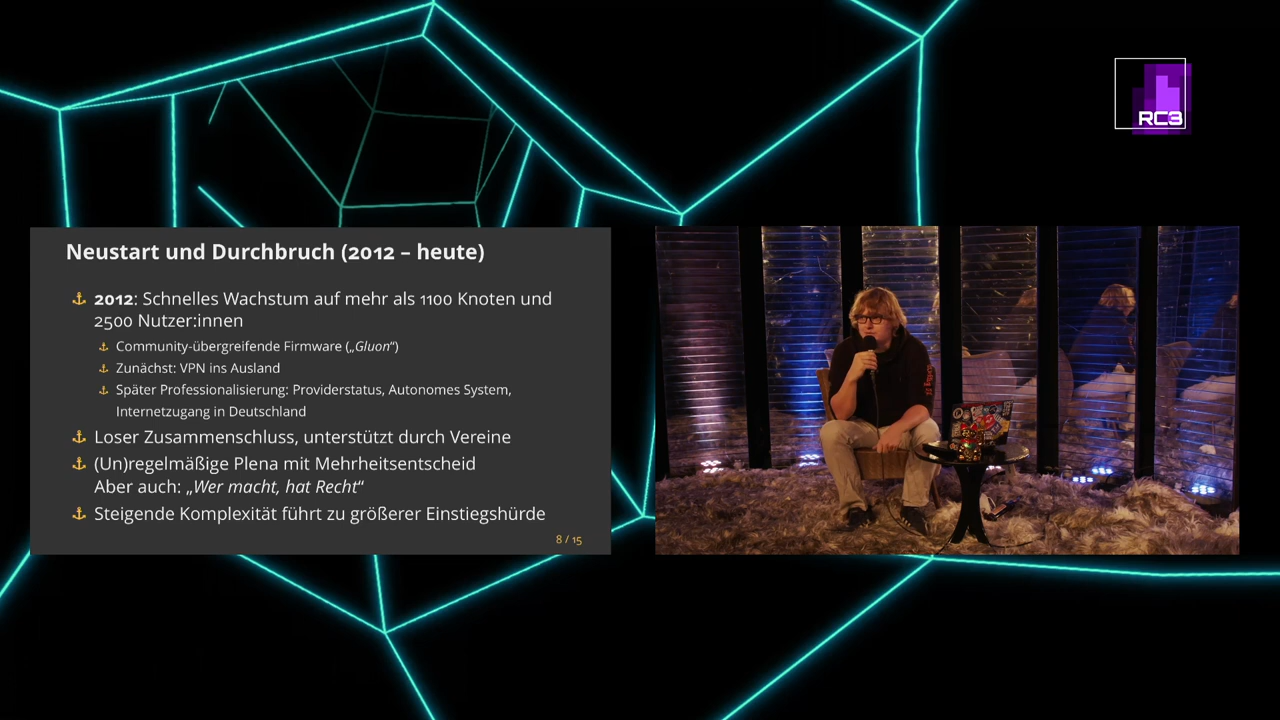 RC3
Neustart und Durchbruch (2012 – heute)
2012: Schnelles Wachstum auf mehr als 1100 Knoten und
2500 Nutzer:innen
Community-übergreifende Firmware („Gluon“)
Zunächst: VPN ins Ausland
Später Professionalisierung: Providerstatus, Autonomes System,
Internetzugang in Deutschland
Loser Zusammenschluss, unterstützt durch Vereine
(Un)regelmäßige Plena mit Mehrheitsentscheid
Aber auch: „Wer macht, hat Recht“
Steigende Komplexität führt zu größerer Einstiegshürde
8 / 15